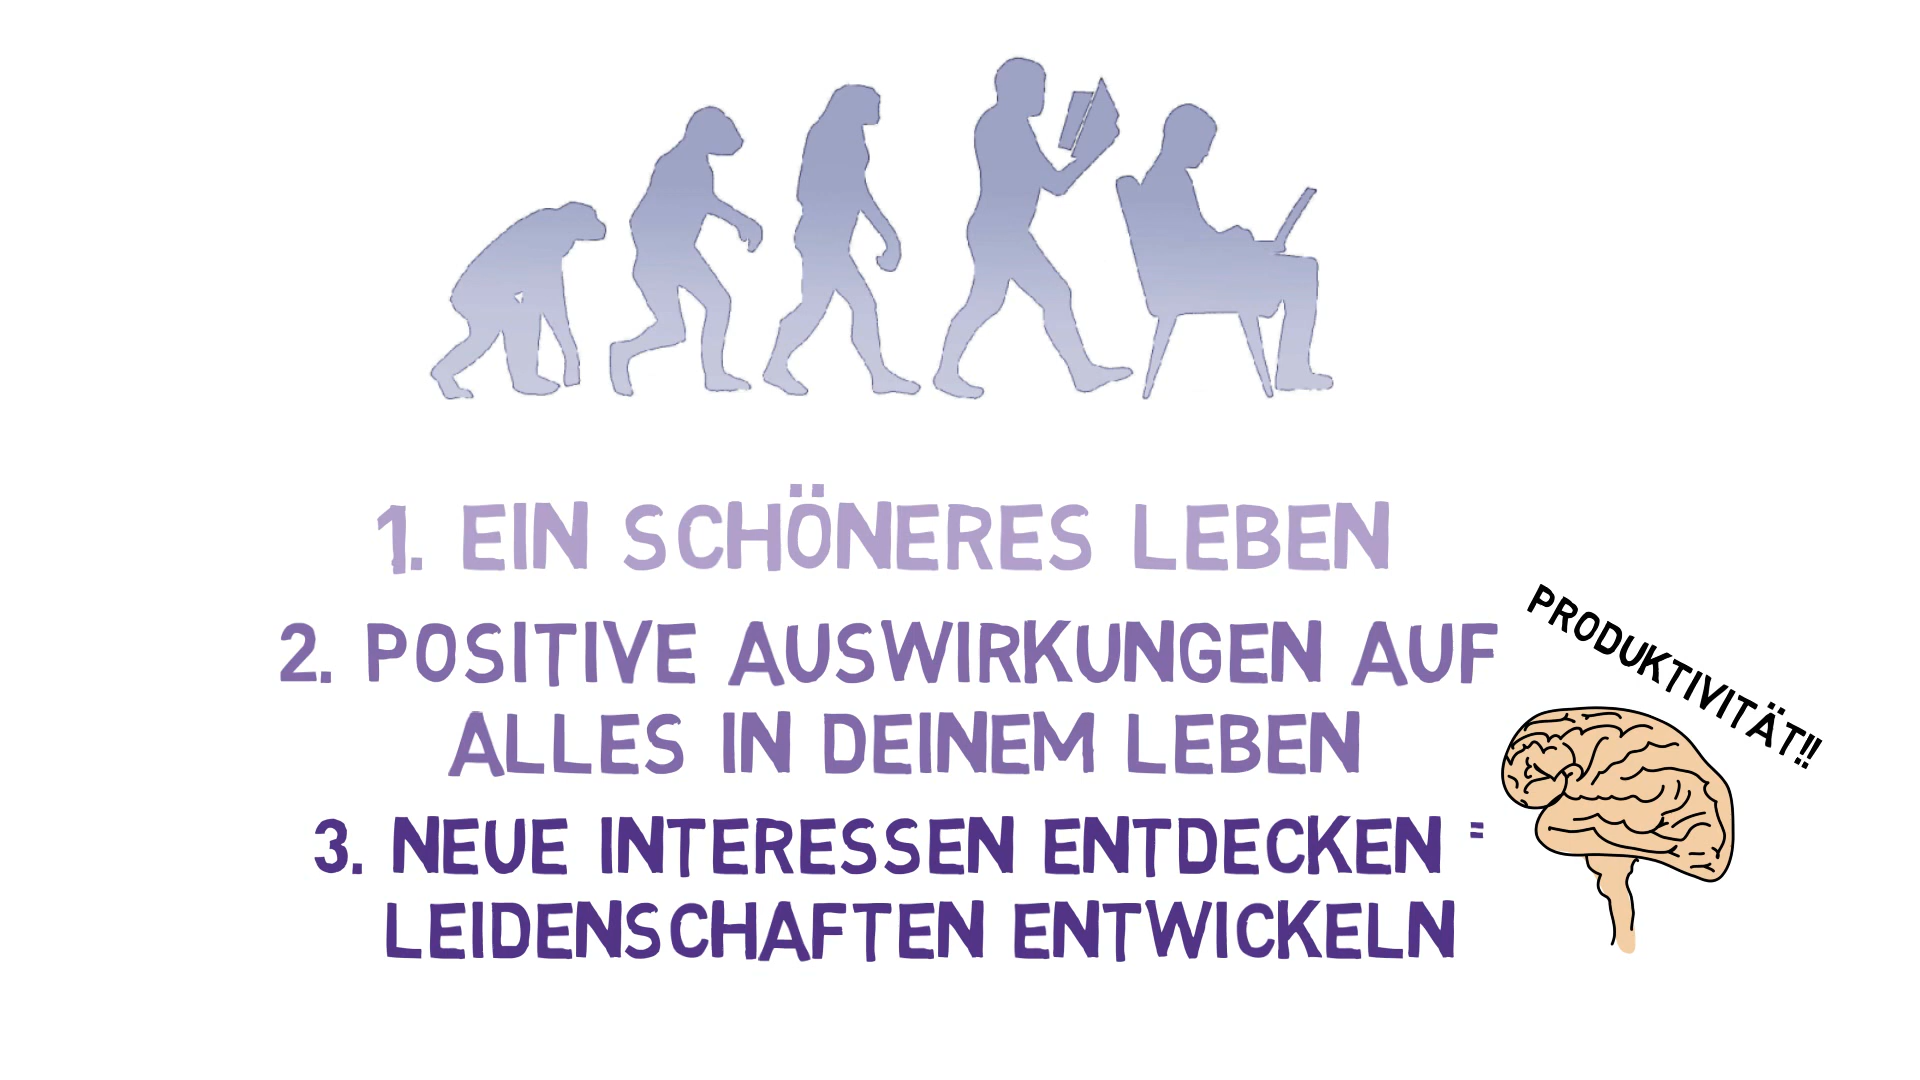 1. EIN SCHÖNERES LEBEN
2. POSITIVE AUSWIRKUNGEN AUF
ALLES IN DEINEM LEBEN
3. NEUE INTERESSEN ENTDECKEN =
LEIDENSCHAFTEN ENTWICKELN
PRODUKTIVITÄT!!